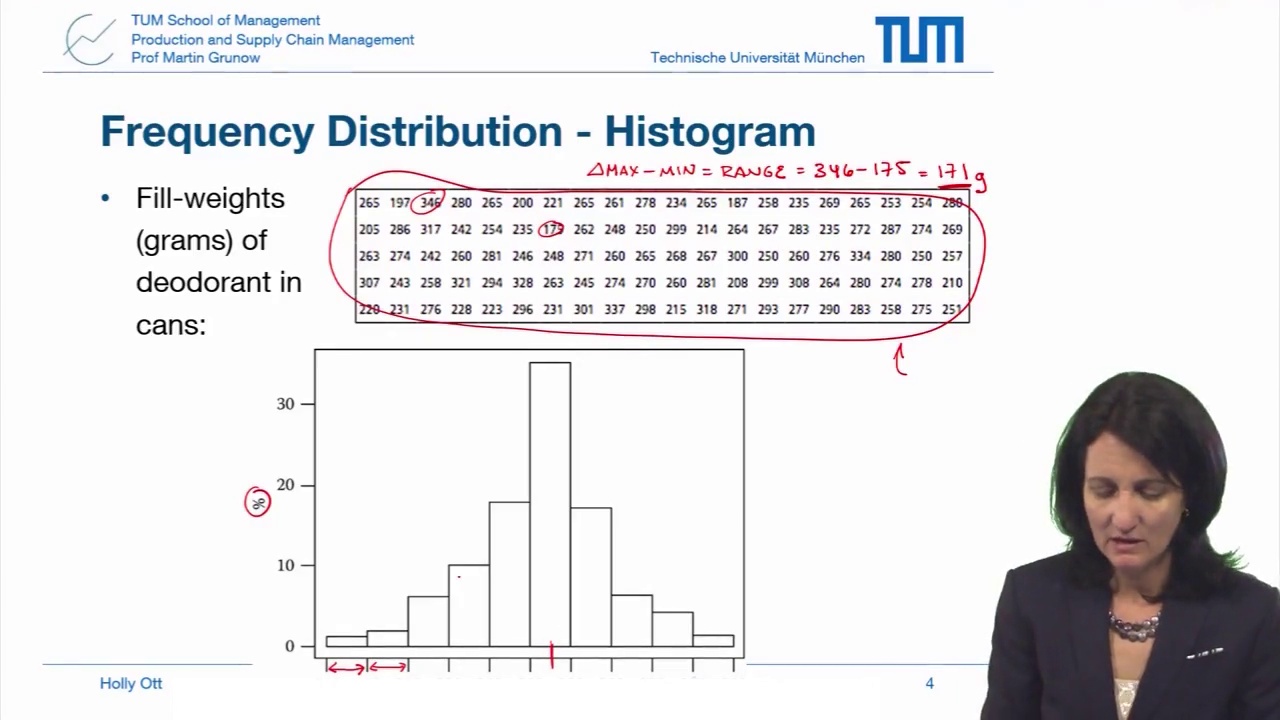 TUM School of Management
Production and Supply Chain Management
Prof Martin Grunow
Technische Universität München
TUM
Frequency Distribution - Histogram
ΔMAX-MIN = RANGE = 346-175 = 171 g
• Fill-weights
(grams) of
deodorant in
cans:
265 197 346 280 265 200 221 265 261 278 234 265 187 258 235 269 265 253 254 280
205 286 317 242 254 235 175 262 248 250 299 214 264 267 283 235 272 287 274 269
263 274 242 260 281 246 248 271 260 265 268 267 300 250 260 276 334 280 250 257
307 243 258 321 294 328 263 245 274 270 260 281 208 299 308 264 280 274 278 210
220 231 276 228 223 296 231 301 337 298 215 318 271 293 277 290 283 258 275 251
30
20
%
10
0
Holly Ott
4